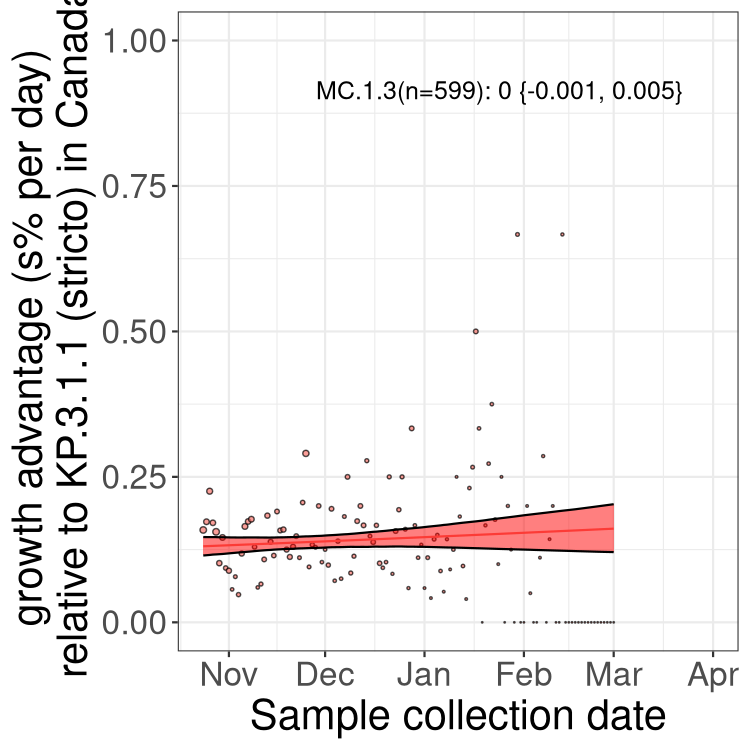 growth advantage (s% per day)
relative to KP.3.1.1 (stricto) in Canada
1.00
0.75
0.50
0.25
0.00
MC.1.3(n=599): 0 {-0.001, 0.005}
Nov Dec Jan Feb Mar Apr
Sample collection date